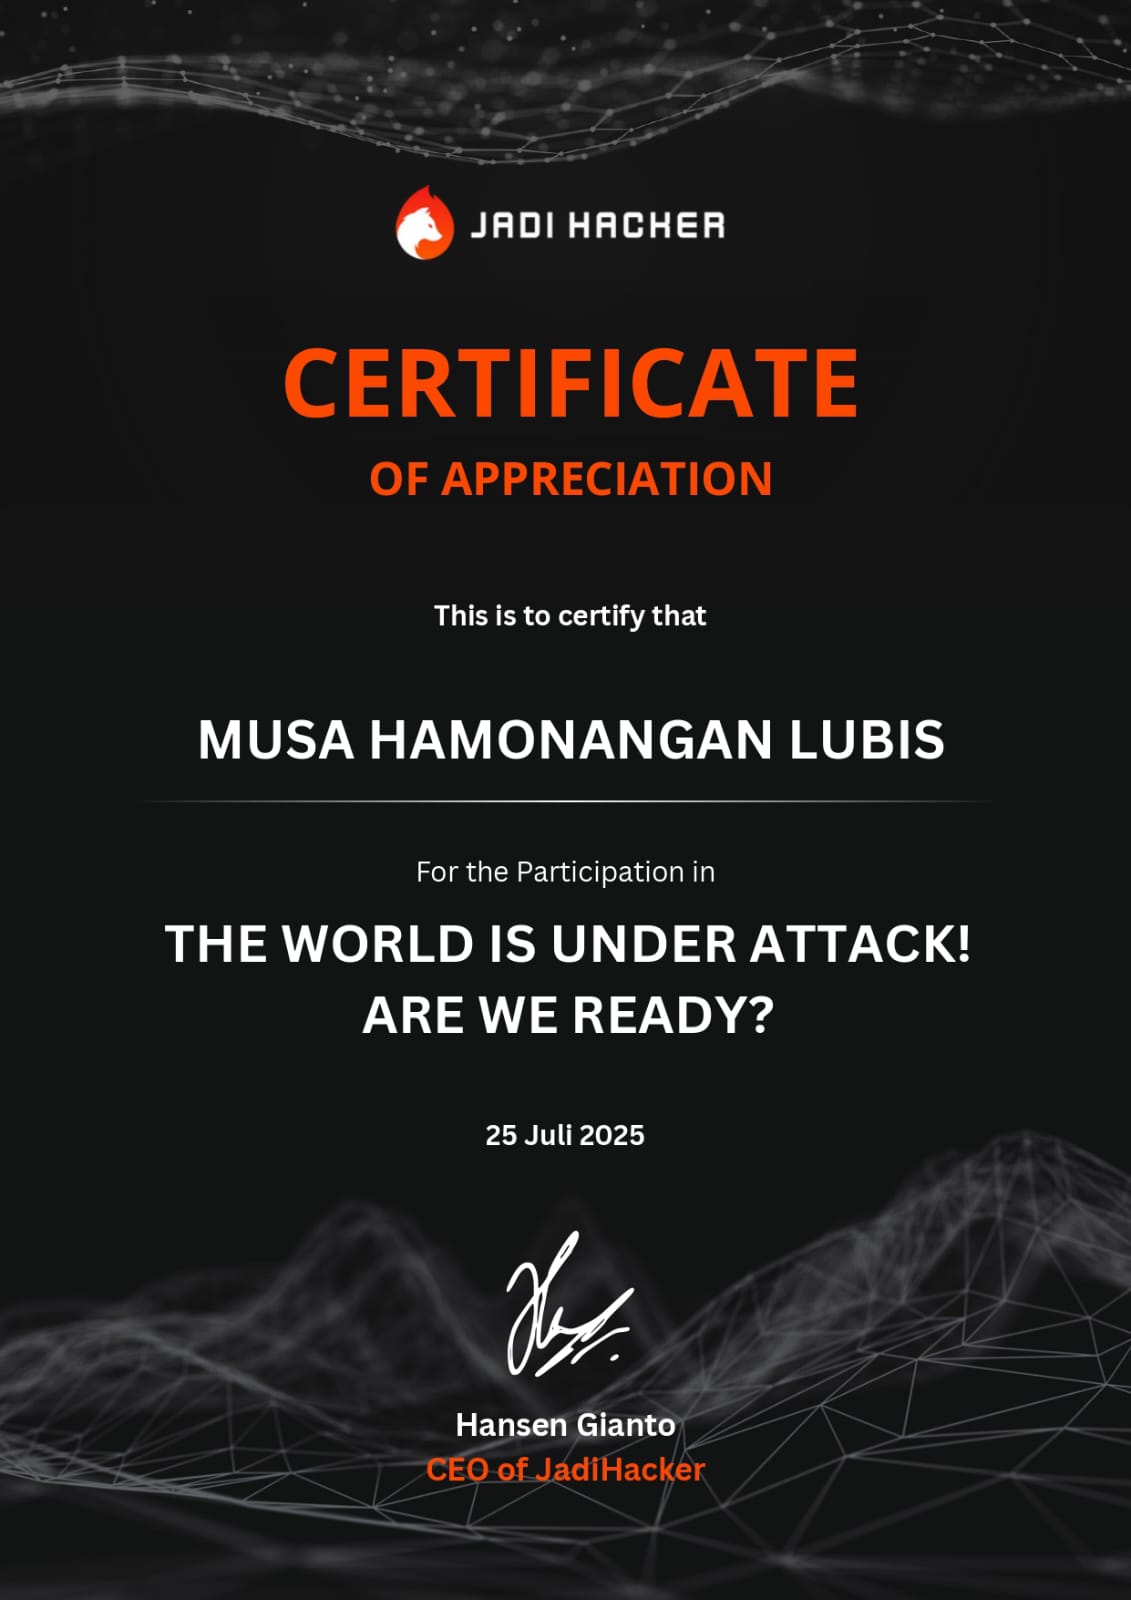 JADI HACKER
CERTIFICATE
OF APPRECIATION
This is to certify that
MUSA HAMONANGAN LUBIS
For the Participation in
THE WORLD IS UNDER ATTACK!
ARE WE READY?
25 Juli 2025
Hansen Gianto
CEO of JadiHacker